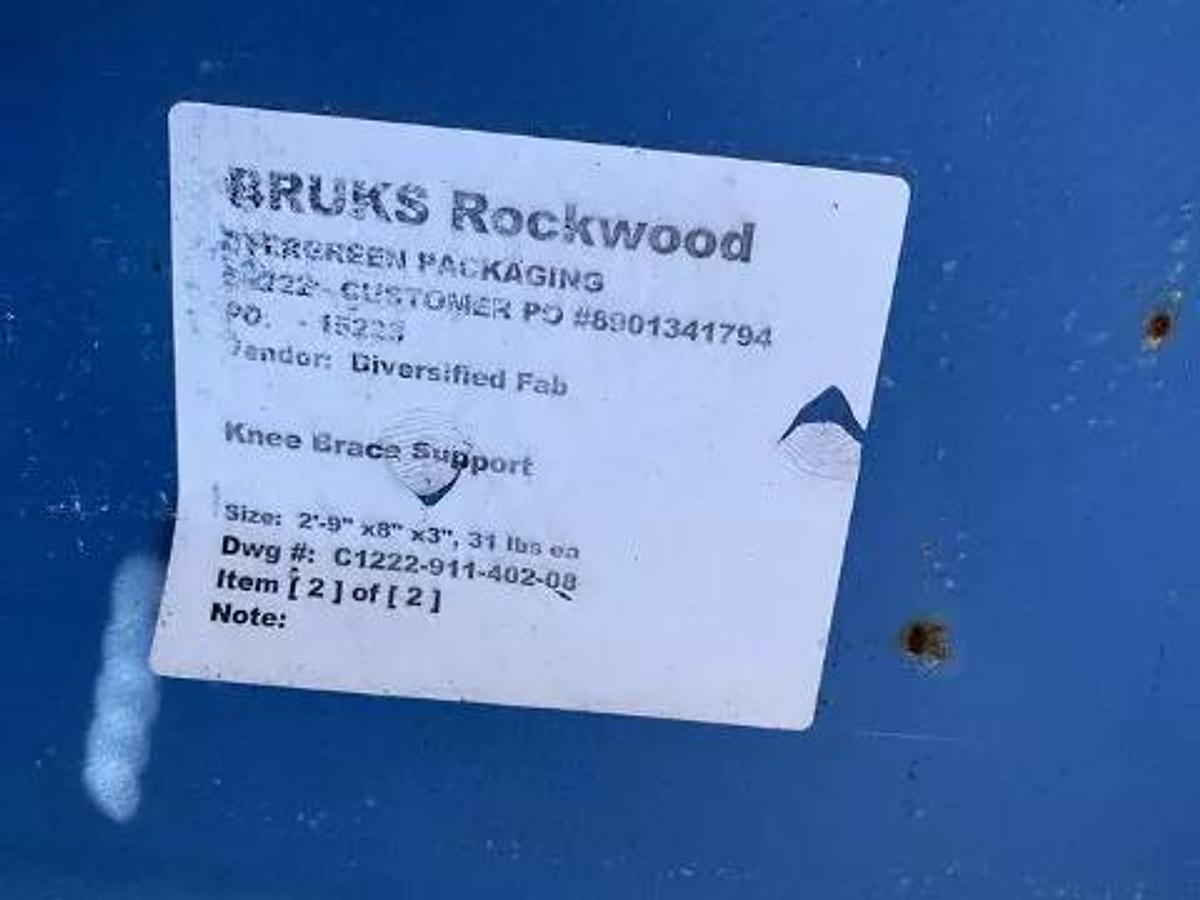 BRUKS Rockwood
EVERGREEN PACKAGING
CUSTOMER PO #8901341794
PO. -
Vendor: Diversified Fab
Knee Brace Support
Size: 2'-9" x8" x3", 31 lbs ea
Dwg #: C1222-911-402-08
Item [ 2 ] of [ 2 ]
Note: